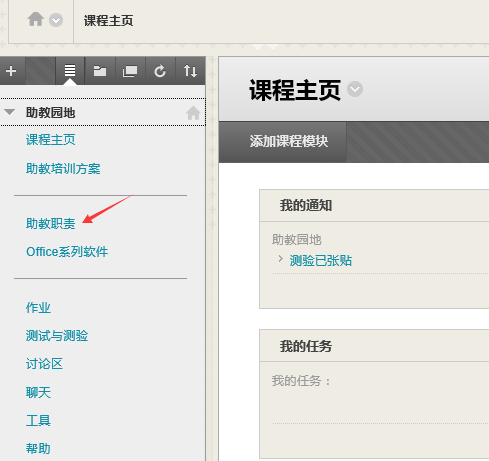 课程主页
助教园地
课程主页
助教培训方案
助教职责
Office系列软件
作业
测试与测验
讨论区
聊天
工具
帮助
课程主页
添加课程模块
我的通知
助教园地
测验已张贴
我的任务
我的任务：